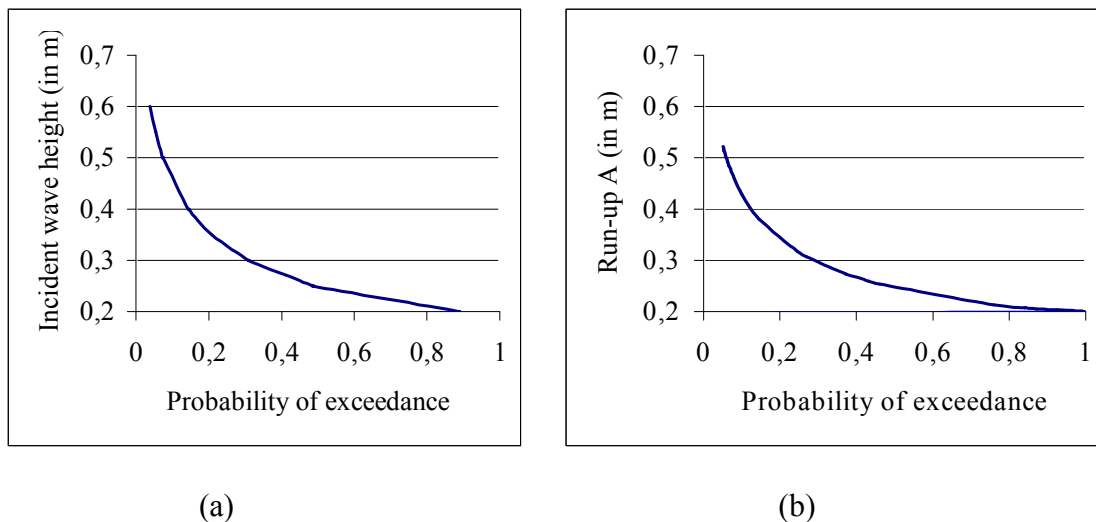 Incident wave height (in m)
0,7
0,6
0,5
0,4
0,3
0,2
0 0,2 0,4 0,6 0,8 1
Probability of exceedance
(a)
Run-up A (in m)
0,7
0,6
0,5
0,4
0,3
0,2
0 0,2 0,4 0,6 0,8 1
Probability of exceedance
(b)